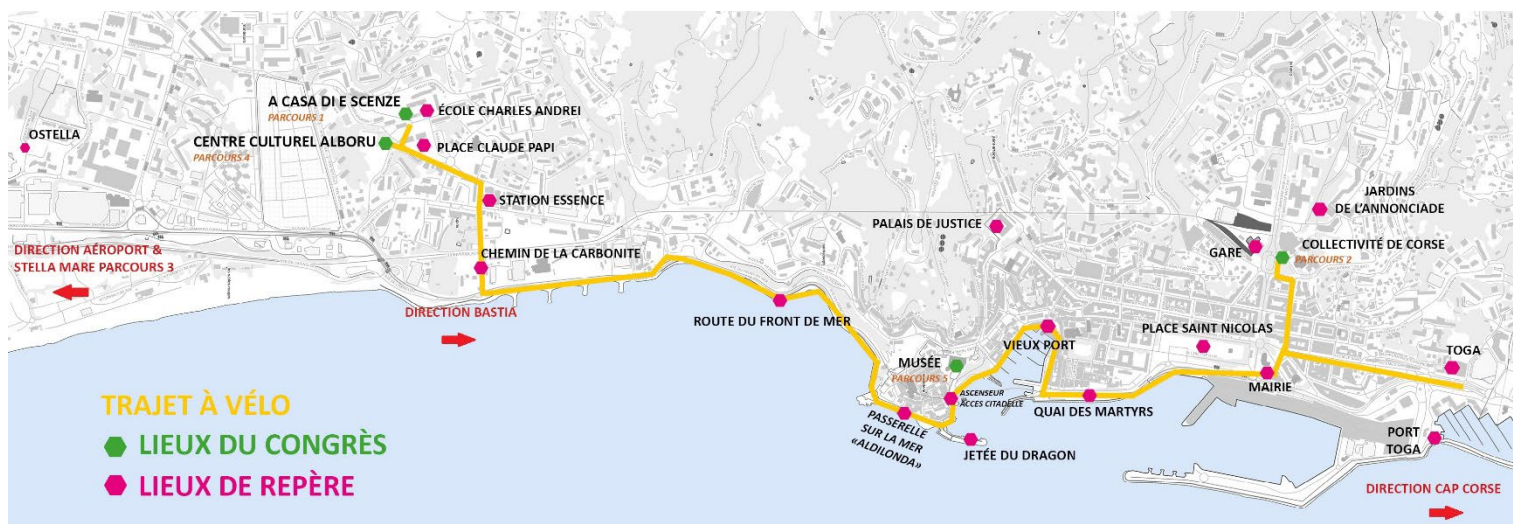 OSTELLA
A CASA DI E SCENZE
PARCOURS 1
ÉCOLE CHARLES ANDREI
CENTRE CULTUREL ALBORU
PARCOURS 4
PLACE CLAUDE PAPI
STATION ESSENCE
DIRECTION AÉROPORT &
STELLA MARE PARCOURS 3
CHEMIN DE LA CARBONITE
DIRECTION BASTIA
ROUTE DU FRONT DE MER
PALAIS DE JUSTICE
JARDINS
DE L'ANNONCIADE
GARE
COLLECTIVITÉ DE CORSE
PARCOURS 2
PLACE SAINT NICOLAS
VIEUX PORT
MUSÉE
PARCOURS 5
ASCENSEUR
ACCES CITADELLE
TOGA
MAIRIE
QUAI DES MARTYRS
PASSERELLE
SUR LA MER
«ALDILONDA»
JETÉE DU DRAGON
PORT
TOGA
DIRECTION CAP CORSE
TRAJET À VÉLO
LIEUX DU CONGRÈS
LIEUX DE REPÈRE